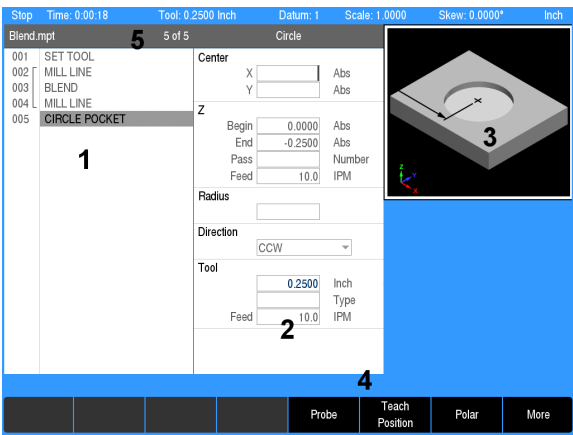 Stop Time: 0:00:18 Tool: 0.2500 Inch Datum: 1 Scale: 1.0000 Skew: 0.0000° Inch
Blend.mpt 5 5 of 5 Circle
001 SET TOOL
002 MILL LINE
003 BLEND
004 MILL LINE
005 CIRCLE POCKET
1
Center
X Abs
Y Abs
Z
Begin 0.0000 Abs
End -0.2500 Abs
Pass Number
Feed 10.0 IPM
Radius
Direction
CCW
Tool
0.2500 Inch
Type
Feed 10.0 IPM
2
3
Z
Y
X
4
Probe
Teach
Position
Polar
More